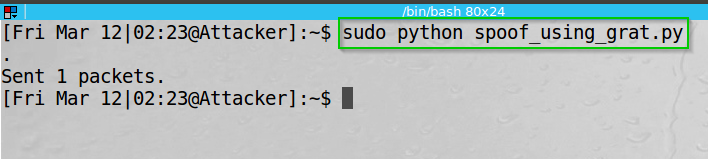 /bin/bash 80x24
[Fri Mar 12|02:23@Attacker]:~$ sudo python spoof_using_grat.py
.
Sent 1 packets.
[Fri Mar 12|02:23@Attacker]:~$